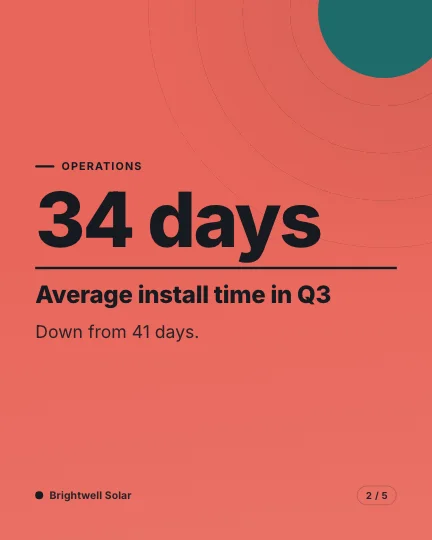 OPERATIONS
34 days
Average install time in Q3
Down from 41 days.
Brightwell Solar
2 / 5